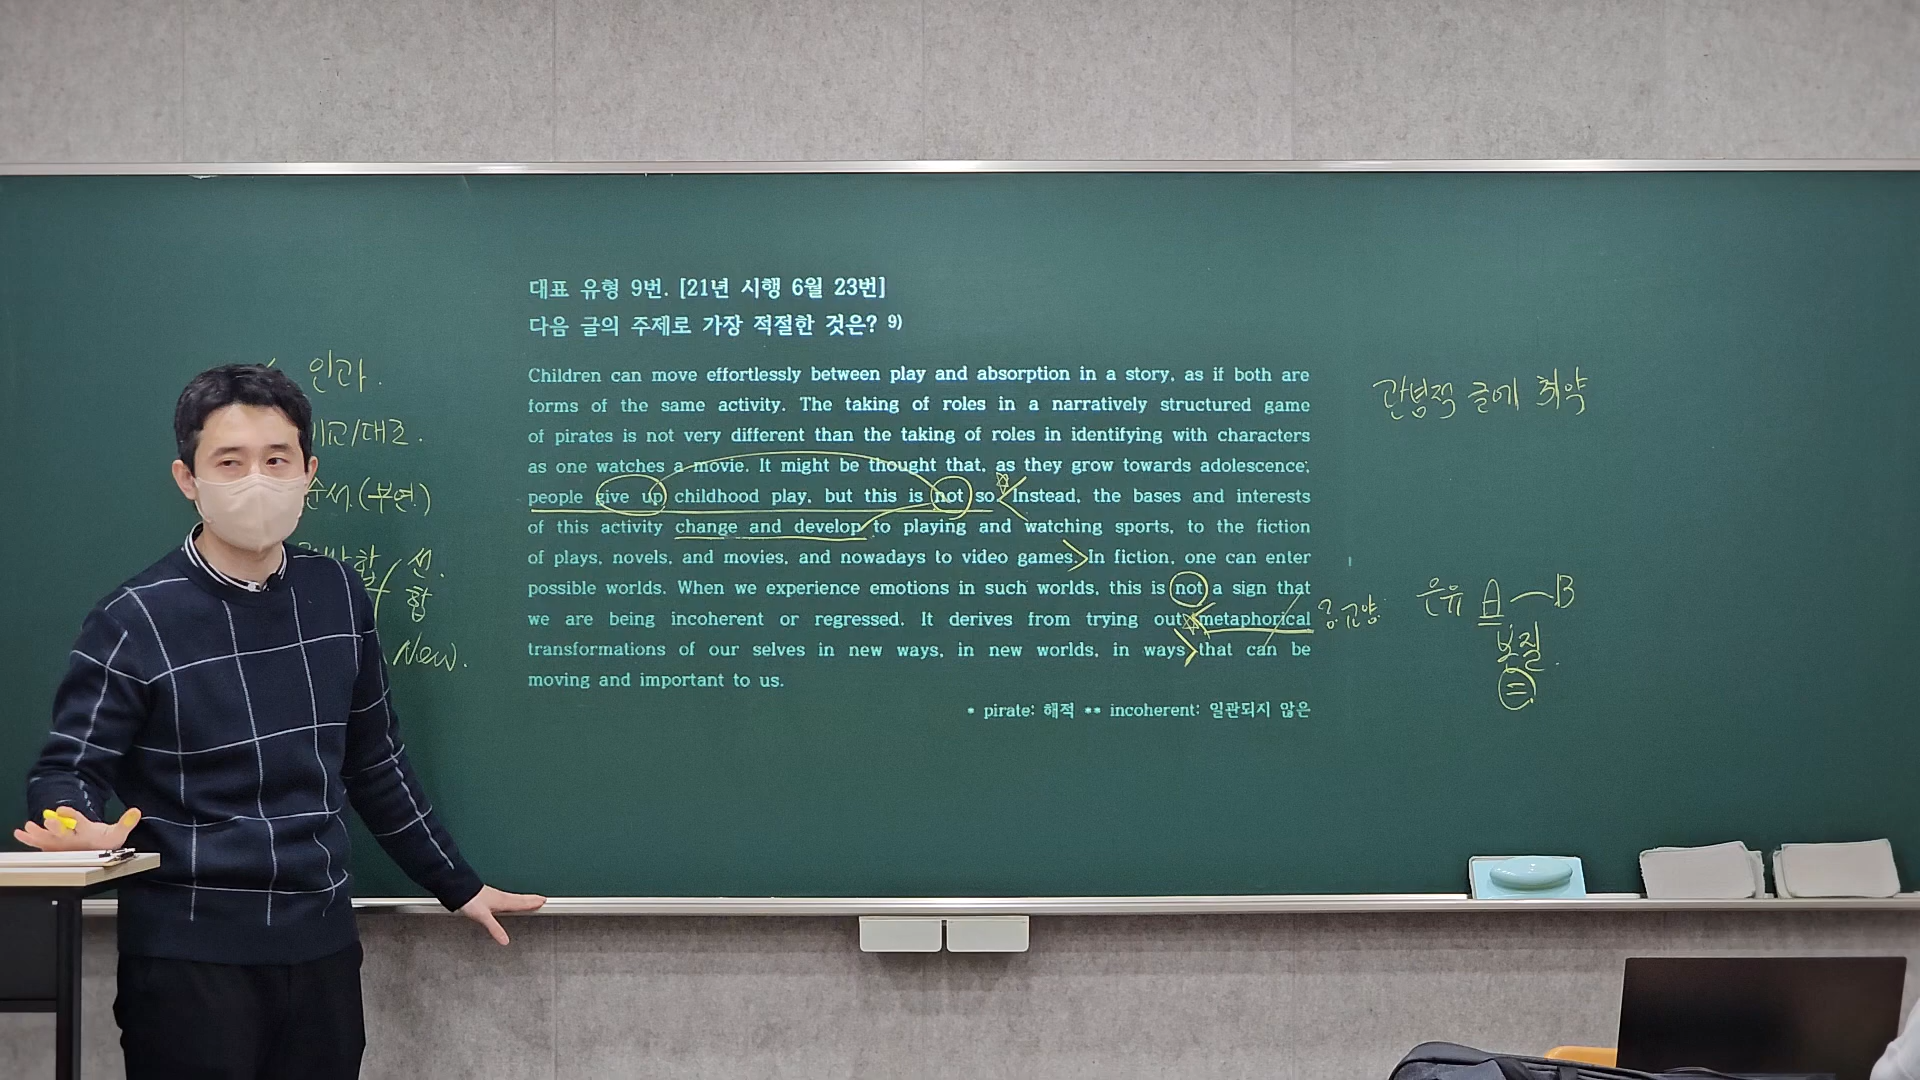 대표 유형 9번. [21년 시행 6월 23번]
다음 글의 주제로 가장 적절한 것은? 9)
Children can move effortlessly between play and absorption in a story, as if both are
forms of the same activity. The taking of roles in a narratively structured game
of pirates is not very different than the taking of roles in identifying with characters
as one watches a movie. It might be thought that, as they grow towards adolescence,
people give up childhood play, but this is not so. Instead, the bases and interests
of this activity change and develop to playing and watching sports, to the fiction
of plays, novels, and movies, and nowadays to video games. In fiction, one can enter
possible worlds. When we experience emotions in such worlds, this is not a sign that
we are being incoherent or regressed. It derives from trying out metaphorical
transformations of our selves in new ways, in new worlds, in ways that can be
moving and important to us.
* pirate: 해적 ** incoherent: 일관되지 않은
인과.
비교/대조.
순서.(부연.)
선.
합
New.
관념적 글에 취약
은유 A B
본질.
=